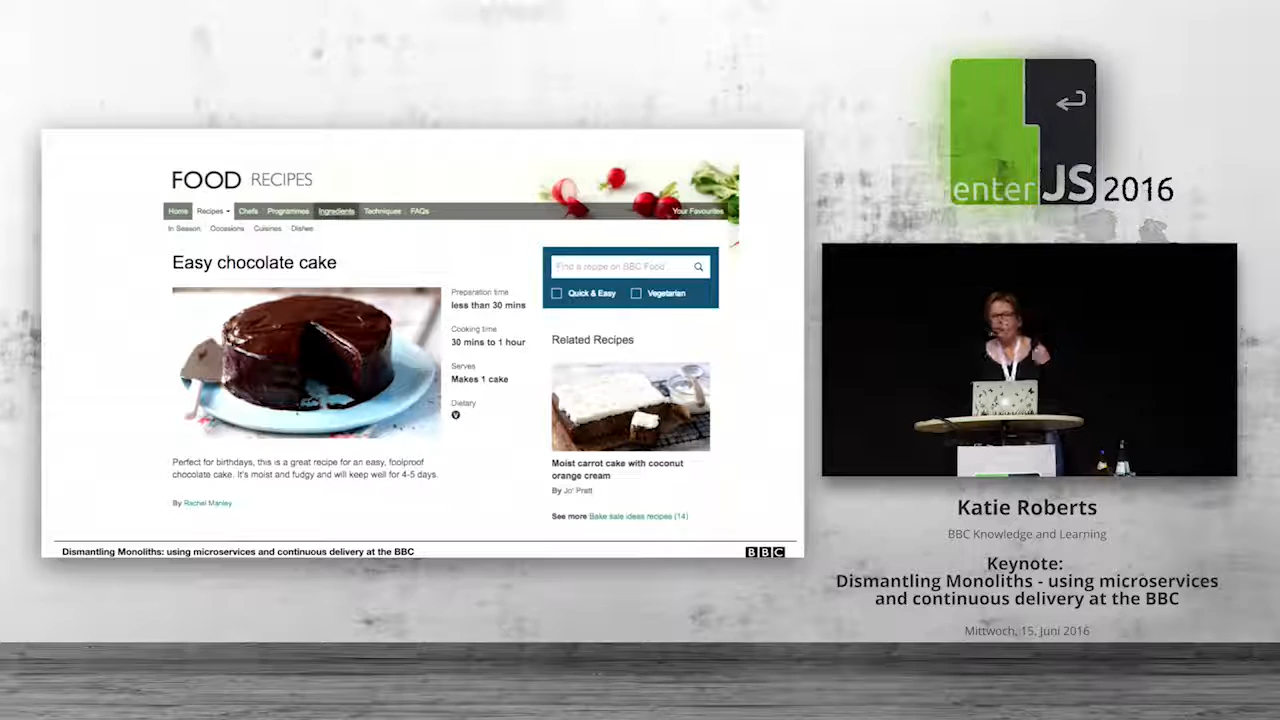 FOOD RECIPES
Home Recipes Chefs Programmes Ingredients Techniques FAQs Your Favourites
In Season Occasions Cuisines Dishes
Easy chocolate cake
Preparation time
less than 30 mins
Cooking time
30 mins to 1 hour
Serves
Makes 1 cake
Dietary
V
Perfect for birthdays, this is a great recipe for an easy, foolproof
chocolate cake. It's moist and fudgy and will keep well for 4-5 days.
By Rachel Manley
Find a recipe on BBC Food
Quick & Easy Vegetarian
Related Recipes
Moist carrot cake with coconut
orange cream
By Jo Pratt
See more Bake sale ideas recipes (14)
Dismantling Monoliths: using microservices and continuous delivery at the BBC
BBC
enterJS 2016
Katie Roberts
BBC Knowledge and Learning
Keynote:
Dismantling Monoliths - using microservices
and continuous delivery at the BBC
Mittwoch, 15. Juni 2016